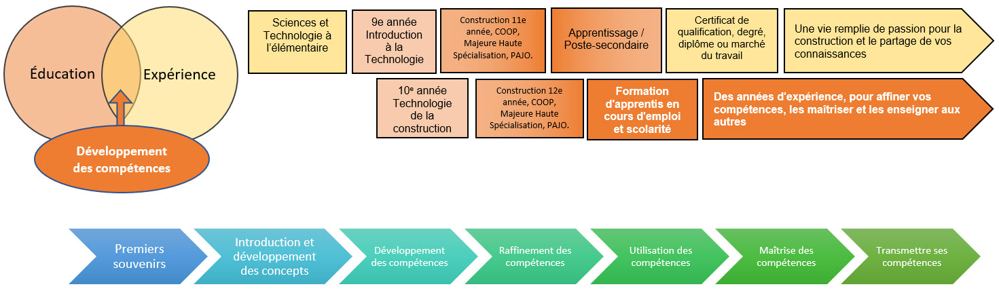 Éducation
Expérience
Développement
des compétences
Sciences et
Technologie à
l'élémentaire
9e année
Introduction
à la
Technologie
Construction 11e
année, COOP,
Majeure Haute
Spécialisation, PAJO.
Apprentissage /
Poste-secondaire
Certificat de
qualification, degré,
diplôme ou marché
du travail
Une vie remplie de passion pour la
construction et le partage de vos
connaissances
10e année
Technologie
de la
construction
Construction 12e
année, COOP,
Majeure Haute
Spécialisation, PAJO.
Formation
d'apprentis en
cours d'emploi
et scolarité
Des années d'expérience, pour affiner vos
compétences, les maîtriser et les enseigner aux
autres
Premiers
souvenirs
Introduction et
développement
des concepts
Développement
des compétences
Raffinement des
compétences
Utilisation des
compétences
Maîtrise des
compétences
Transmettre ses
compétences